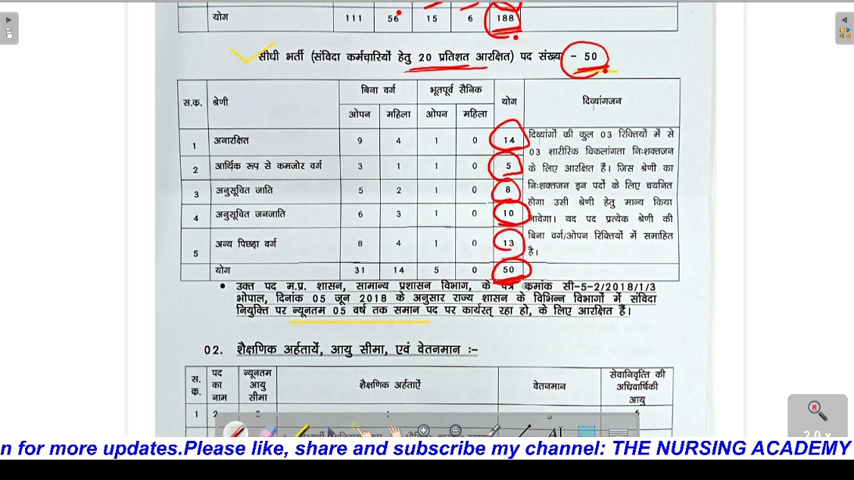 योग 111 56 15 6 188
सीधी भर्ती (संविदा कर्मचारियों हेतु 20 प्रतिशत आरक्षित) पद संख्या - 50
स.क. श्रेणी बिना वर्ग भूतपूर्व सैनिक योग दिव्यांगजन
ओपन महिला ओपन महिला
1 अनारक्षित 9 4 1 0 14
2 आर्थिक रूप से कमजोर वर्ग 3 1 1 0 5
3 अनुसूचित जाति 5 2 1 0 8
4 अनुसूचित जनजाति 6 3 1 0 10
5 अन्य पिछड़ा वर्ग 8 4 1 0 13
योग 31 14 5 0 50
दिव्यांगों की कुल 03 रिक्तियों में से
03 शारीरिक विकलांगता निःशक्तजन
के लिए आरक्षित है। जिस श्रेणी का
निःशक्तजन इन पदों के लिए चयनित
होगा उसी श्रेणी हेतु मान्य किया
जावेगा। यद पद प्रत्येक श्रेणी की
बिना वर्ग/ओपन रिक्तियों में समाहित
है।
• उक्त पद म.प्र. शासन, सामान्य प्रशासन विभाग, के पत्र क्रमांक सी-5-2/2018/1/3
भोपाल, दिनांक 05 जून 2018 के अनुसार राज्य शासन के विभिन्न विभागों में संविदा
नियुक्ति पर न्यूनतम 05 वर्ष तक समान पद पर कार्यरत् रहा हो, के लिए आरक्षित हैं।
02. शैक्षणिक अर्हतायें, आयु सीमा, एवं वेतनमान :-
स. क्र. पद का नाम न्यूनतम आयु सीमा शैक्षणिक अर्हताऐं वेतनमान सेवानिवृत्ति की अधिवार्षिकी आयु
1 2
2.0x
n for more updates.Please like, share and subscribe my channel: THE NURSING ACADEMY